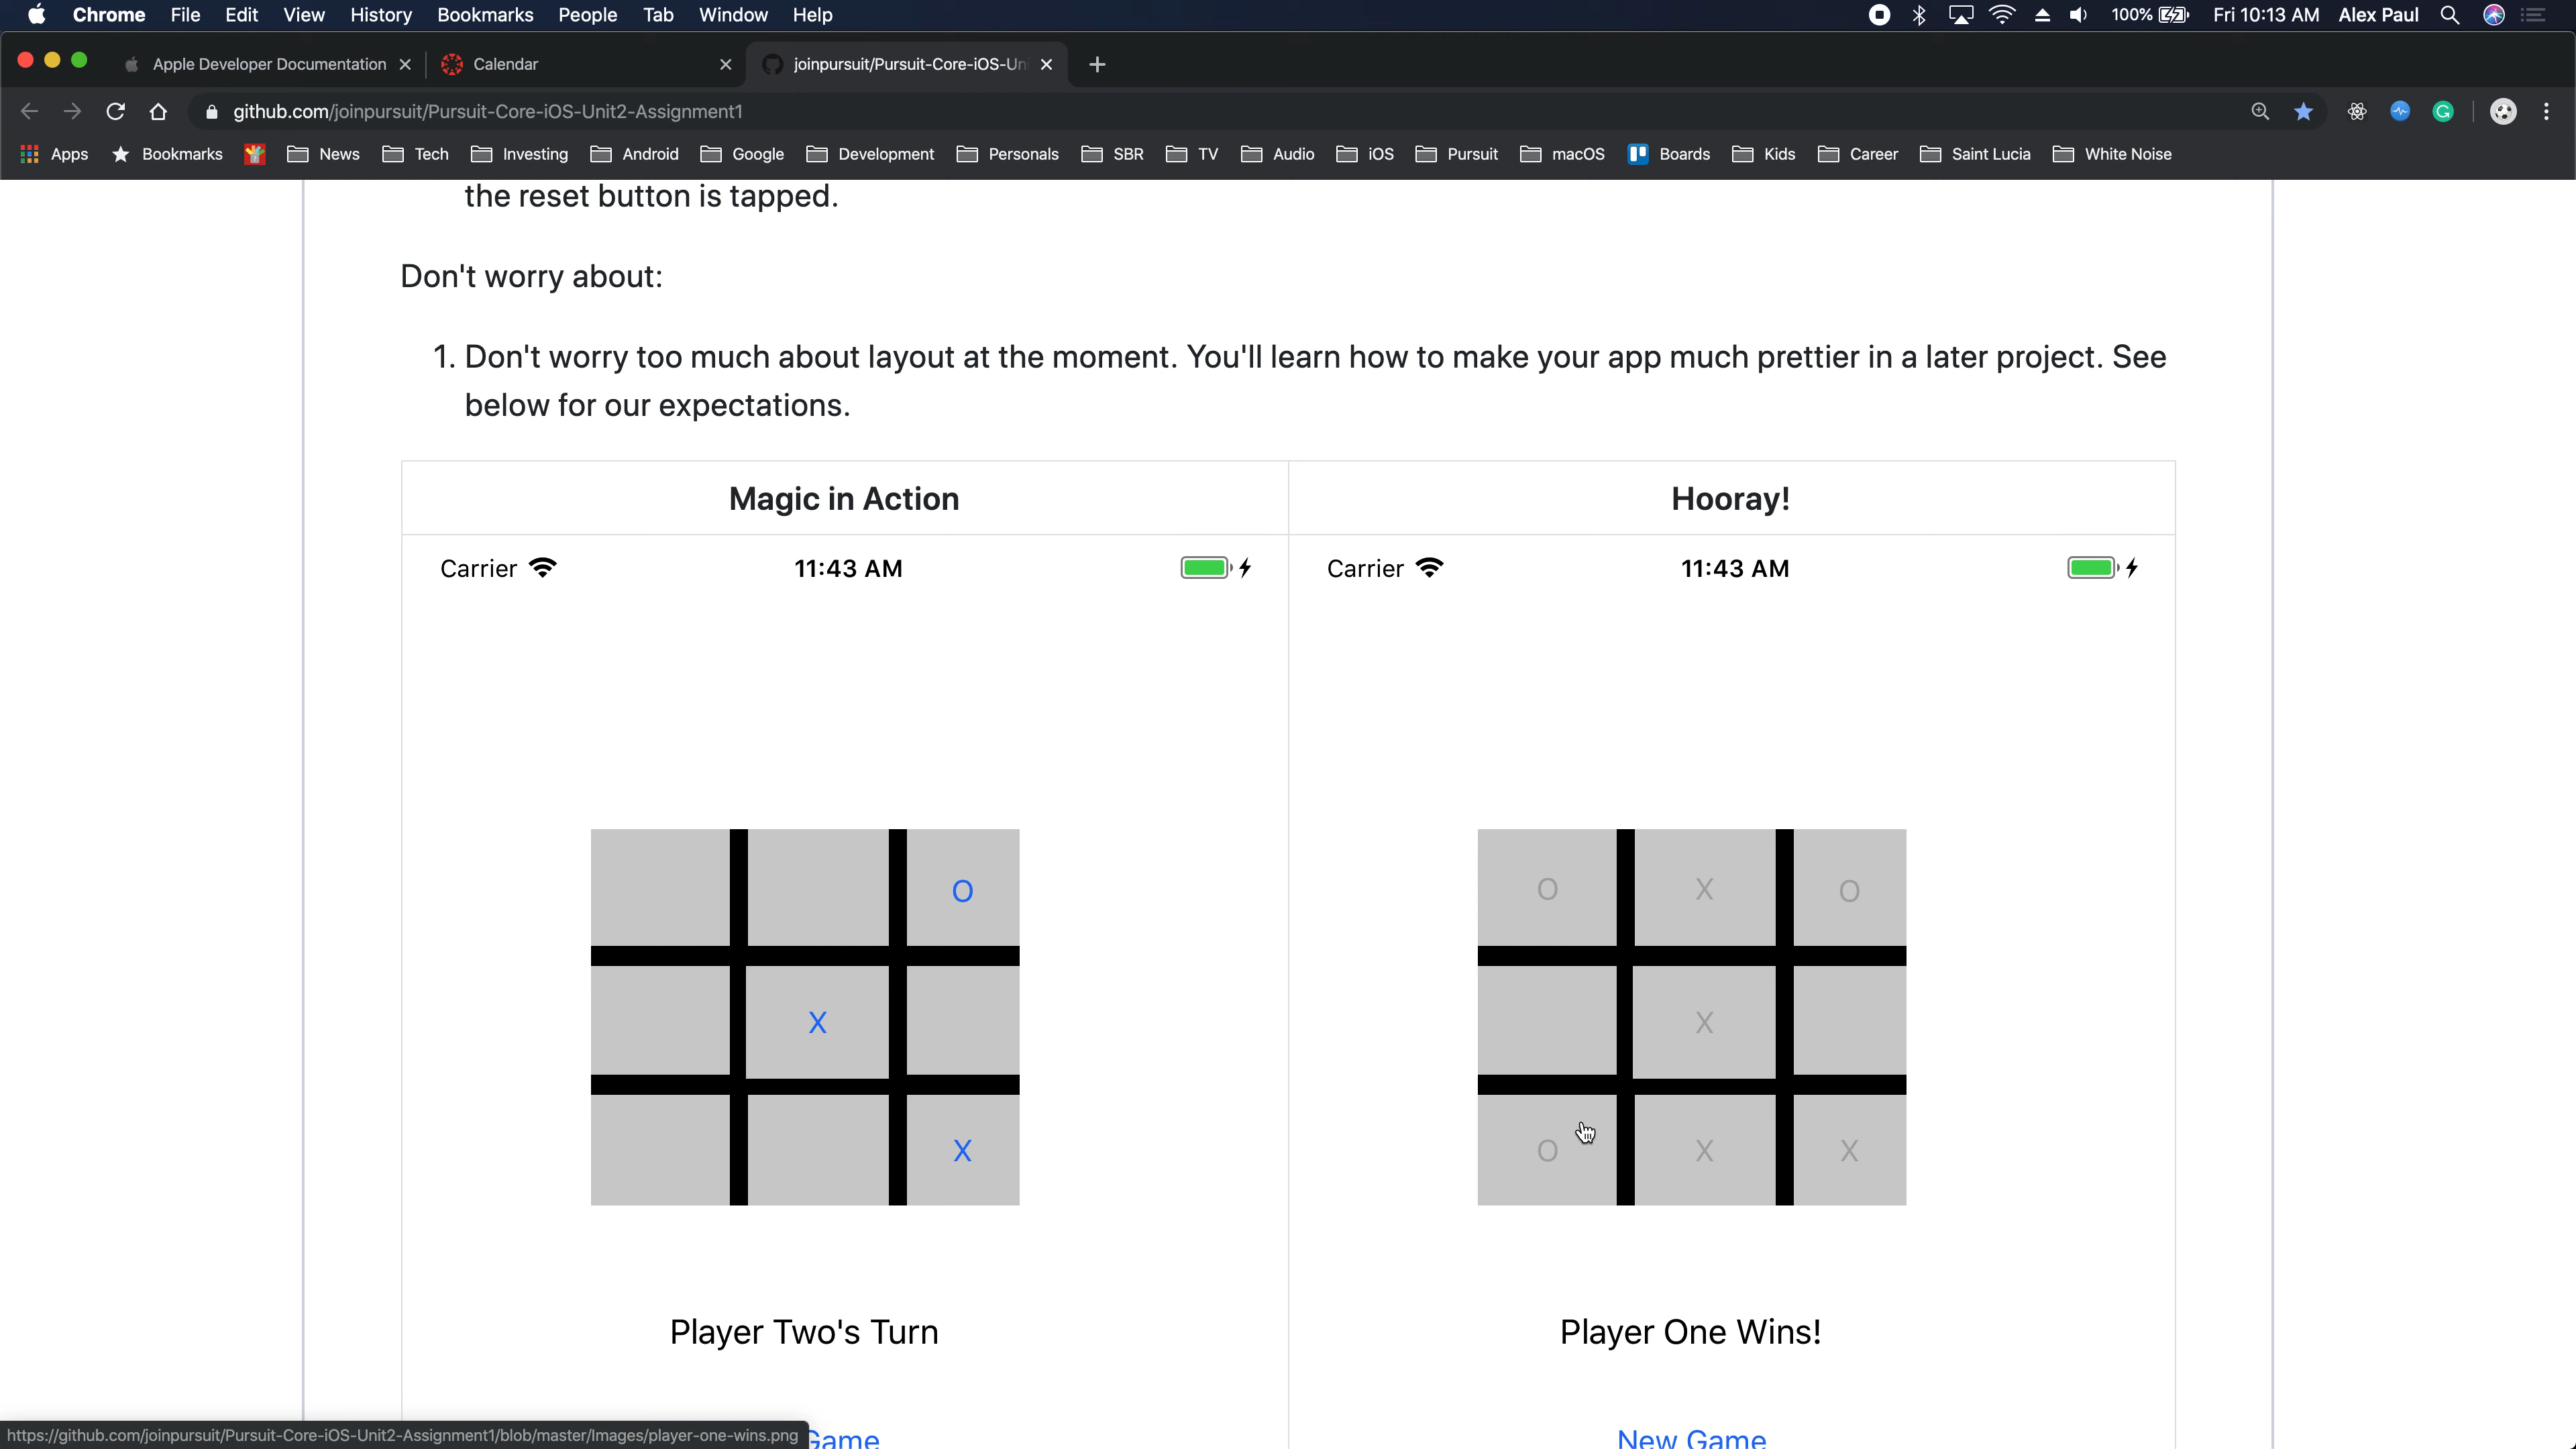 Chrome File Edit View History Bookmarks People Tab Window Help 100% Fri 10:13 AM Alex Paul
Apple Developer Documentation Calendar joinpursuit/Pursuit-Core-iOS-Un
github.com/joinpursuit/Pursuit-Core-iOS-Unit2-Assignment1
Apps Bookmarks News Tech Investing Android Google Development Personals SBR TV Audio iOS Pursuit macOS Boards Kids Career Saint Lucia White Noise
the reset button is tapped.
Don't worry about:
1. Don't worry too much about layout at the moment. You'll learn how to make your app much prettier in a later project. See
below for our expectations.
Magic in Action Hooray!
Carrier 11:43 AM Carrier 11:43 AM
O O X O
X X
X O X X
Player Two's Turn Player One Wins!
Game New Game
https://github.com/joinpursuit/Pursuit-Core-iOS-Unit2-Assignment1/blob/master/Images/player-one-wins.png